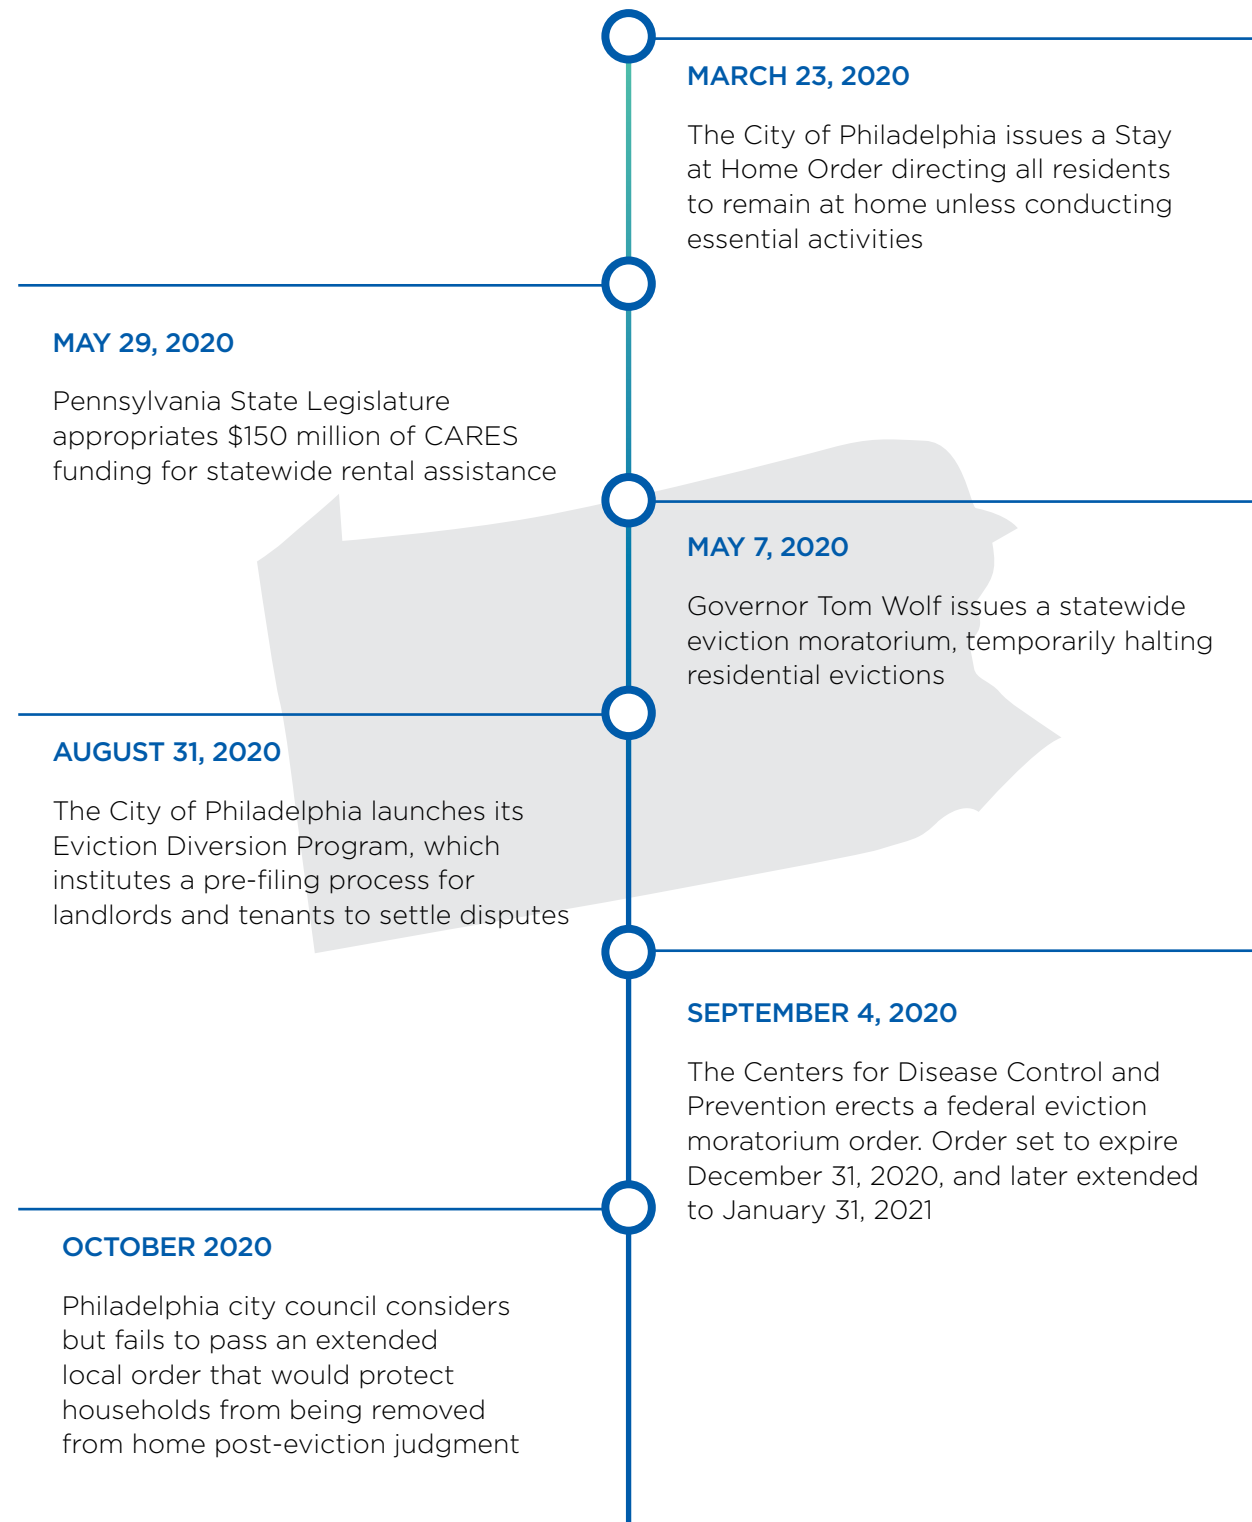 MARCH 23, 2020
The City of Philadelphia issues a Stay
at Home Order directing all residents
to remain at home unless conducting
essential activities
MAY 29, 2020
Pennsylvania State Legislature
appropriates $150 million of CARES
funding for statewide rental assistance
MAY 7, 2020
Governor Tom Wolf issues a statewide
eviction moratorium, temporarily halting
residential evictions
AUGUST 31, 2020
The City of Philadelphia launches its
Eviction Diversion Program, which
institutes a pre-filing process for
landlords and tenants to settle disputes
SEPTEMBER 4, 2020
The Centers for Disease Control and
Prevention erects a federal eviction
moratorium order. Order set to expire
December 31, 2020, and later extended
to January 31, 2021
OCTOBER 2020
Philadelphia city council considers
but fails to pass an extended
local order that would protect
households from being removed
from home post-eviction judgment